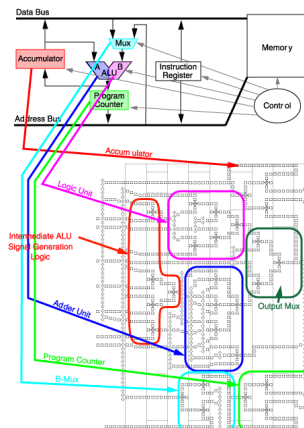 Data Bus
Mux
Memory
Accumulator
A
B
ALU
Instruction
Register
Program
Counter
Control
Address Bus
Accumulator
Logic Unit
Intermediate ALU
Signal Generation
Logic
Output Mux
Adder Unit
Program Counter
B-Mux